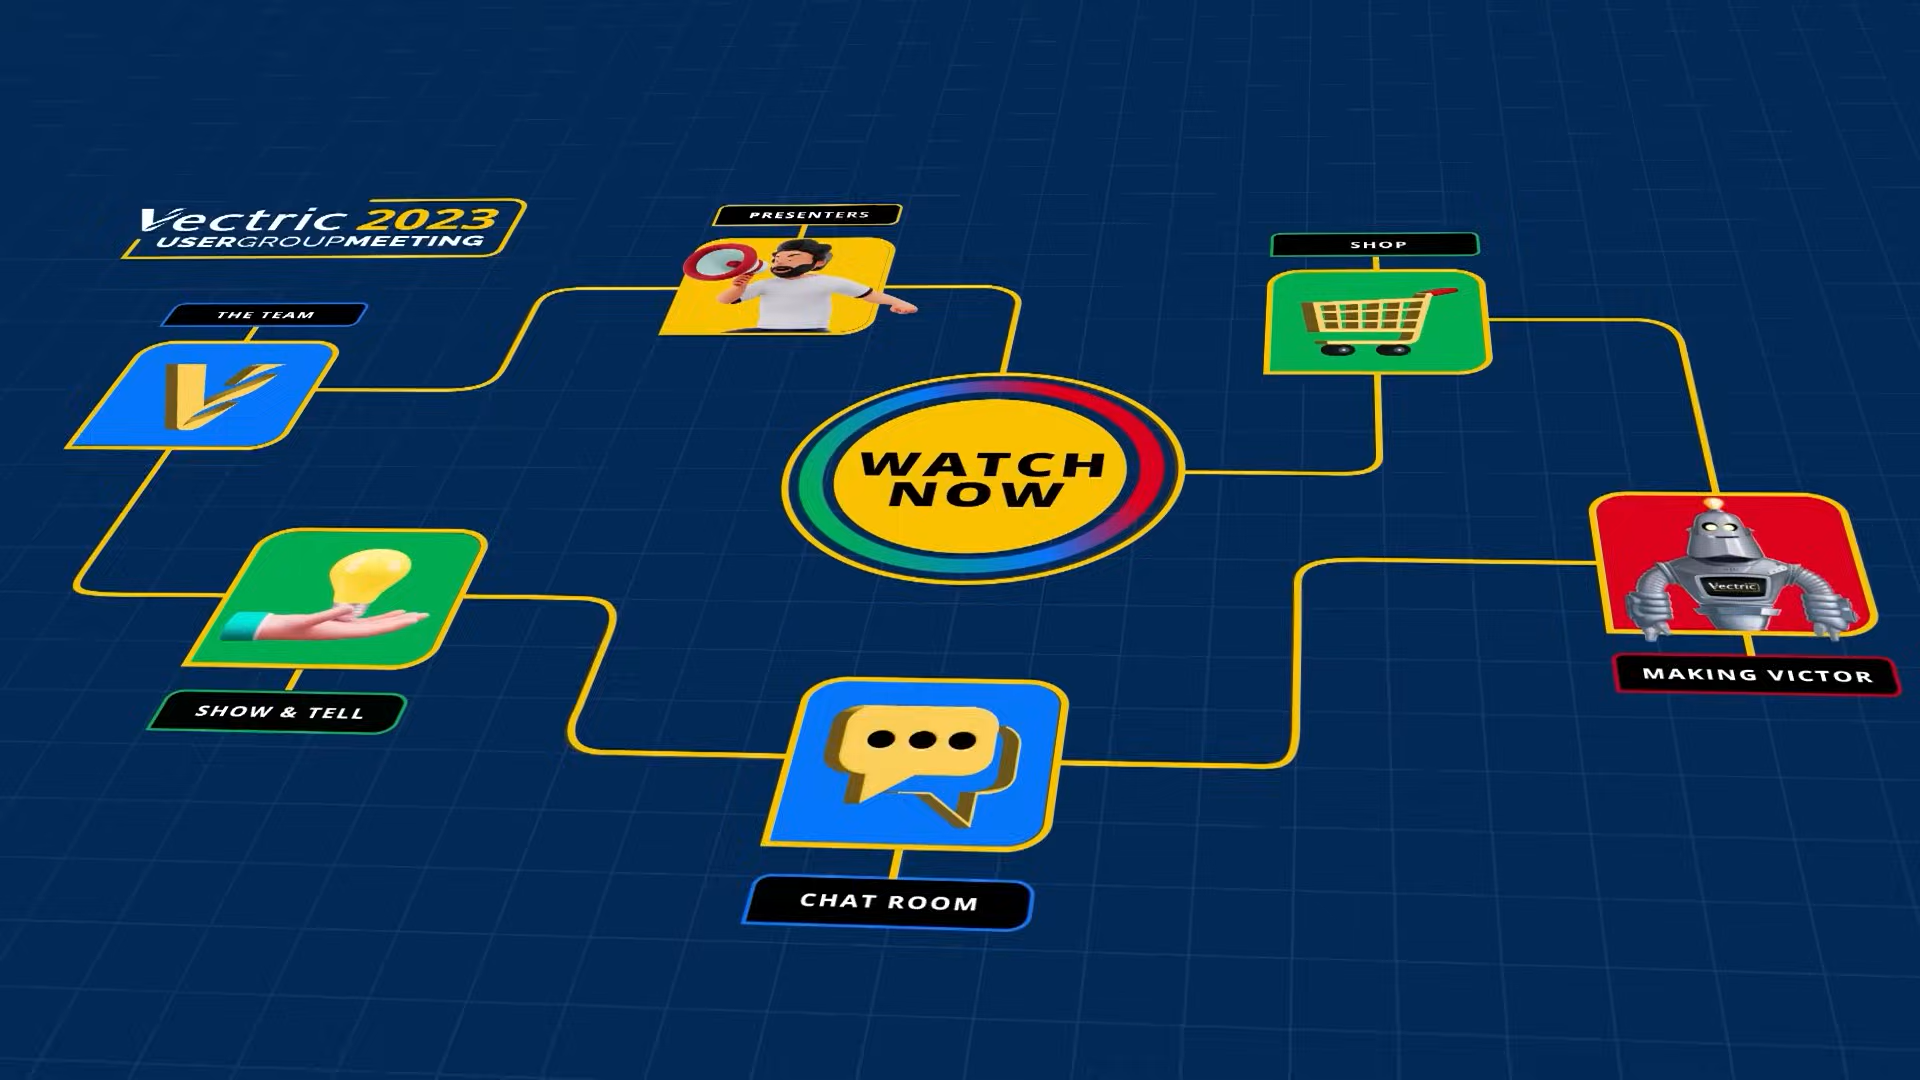 Vectric 2023
USERGROUPMEETING
PRESENTERS
SHOP
THE TEAM
WATCH
NOW
Vectric
MAKING VICTOR
SHOW & TELL
CHAT ROOM